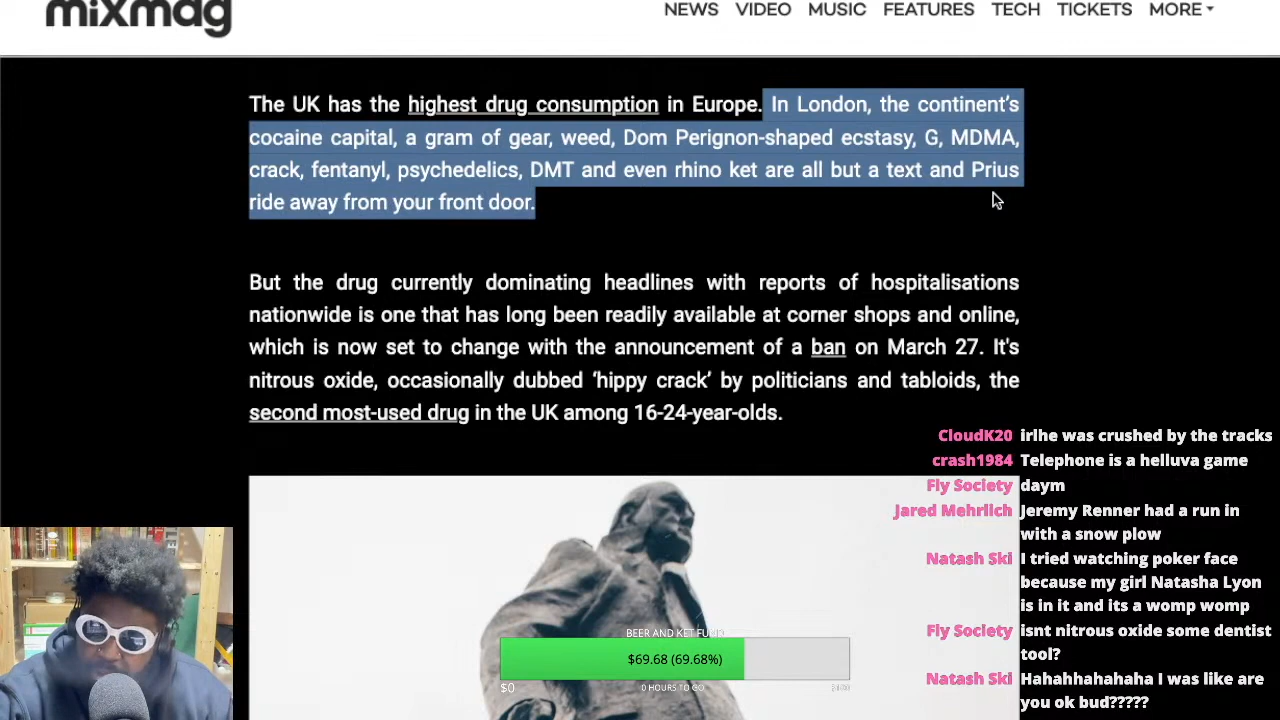 mixmag
NEWS VIDEO MUSIC FEATURES TECH TICKETS MORE
The UK has the highest drug consumption in Europe. In London, the continent's
cocaine capital, a gram of gear, weed, Dom Perignon-shaped ecstasy, G, MDMA,
crack, fentanyl, psychedelics, DMT and even rhino ket are all but a text and Prius
ride away from your front door.
But the drug currently dominating headlines with reports of hospitalisations
nationwide is one that has long been readily available at corner shops and online,
which is now set to change with the announcement of a ban on March 27. It's
nitrous oxide, occasionally dubbed ‘hippy crack’ by politicians and tabloids, the
second most-used drug in the UK among 16-24-year-olds.
CloudK20 irlhe was crushed by the tracks
crash1984 Telephone is a helluva game
Fly Society daym
Jared Mehrlich Jeremy Renner had a run in
with a snow plow
Natash Ski I tried watching poker face
because my girl Natasha Lyon
is in it and its a womp womp
Fly Society isnt nitrous oxide some dentist
tool?
Natash Ski Hahahhahahaha I was like are
you ok bud?????
BEER AND KET FUND
$69.68 (69.68%)
$0 0 HOURS TO GO